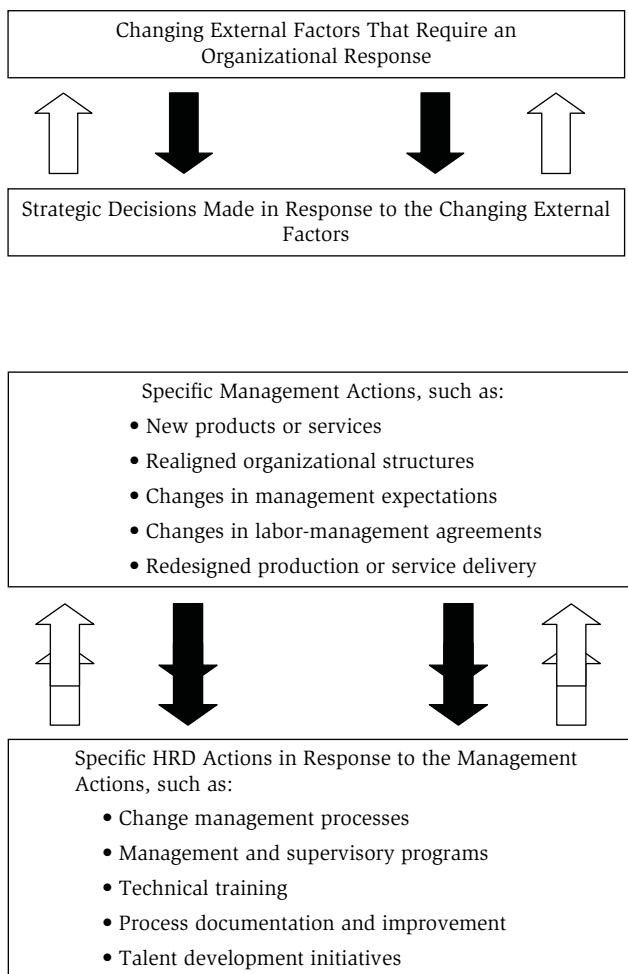 Changing External Factors That Require an
Organizational Response
Strategic Decisions Made in Response to the Changing External
Factors
Specific Management Actions, such as:
• New products or services
• Realigned organizational structures
• Changes in management expectations
• Changes in labor-management agreements
• Redesigned production or service delivery
Specific HRD Actions in Response to the Management
Actions, such as:
• Change management processes
• Management and supervisory programs
• Technical training
• Process documentation and improvement
• Talent development initiatives